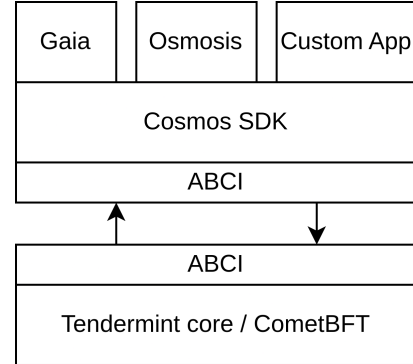 Gaia
Osmosis
Custom App
Cosmos SDK
ABCI
ABCI
Tendermint core / CometBFT